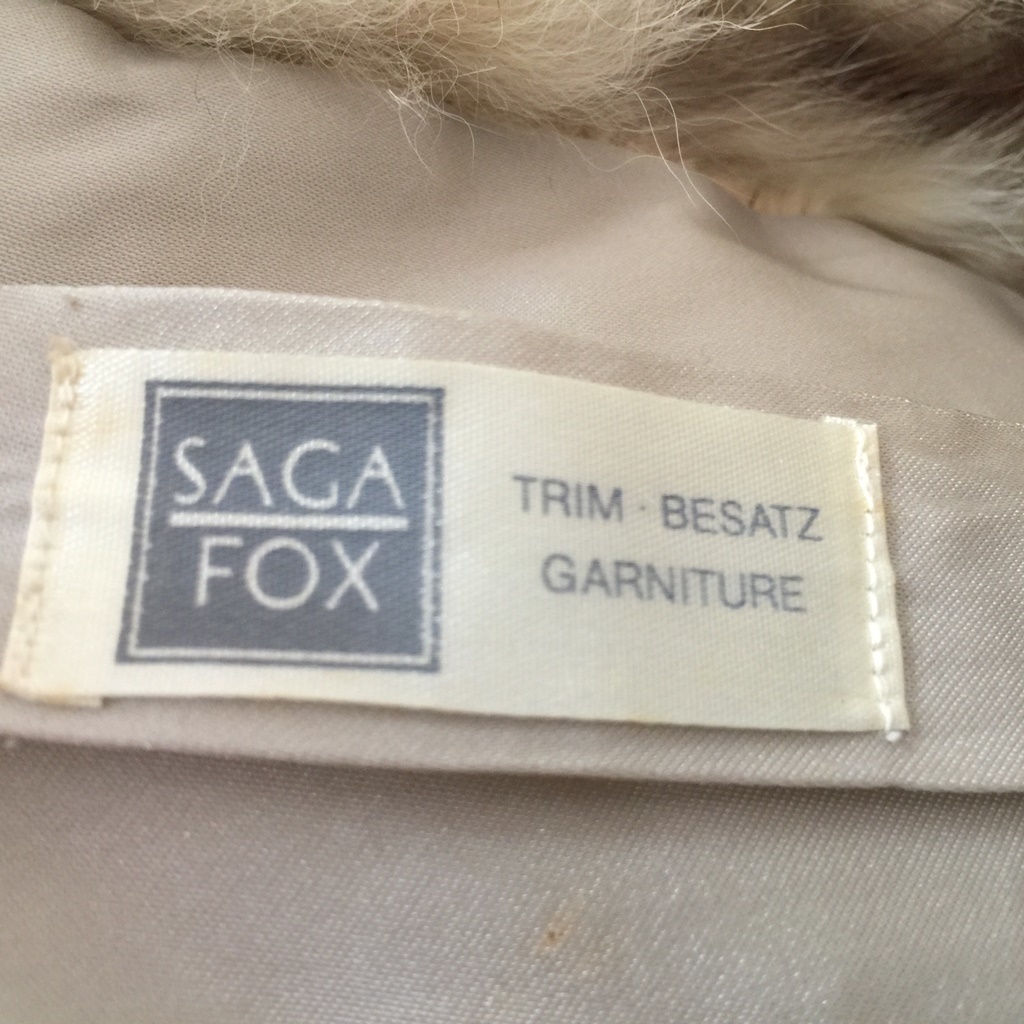 SAGA
FOX
TRIM · BESATZ
GARNITURE